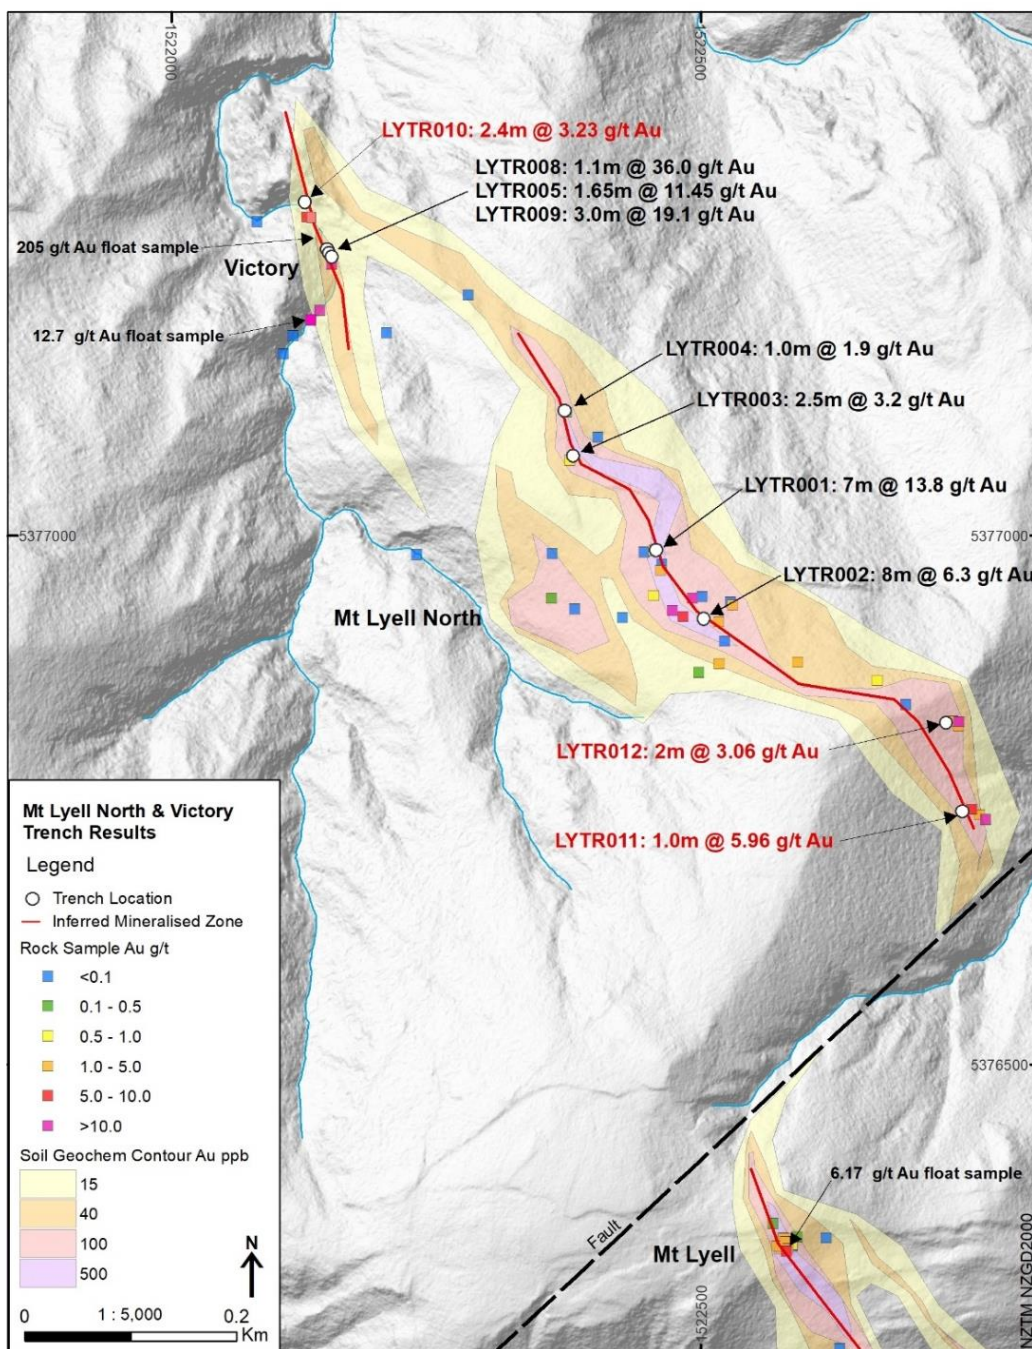 1522000
1522500
LYTR010: 2.4m @ 3.23 g/t Au
LYTR008: 1.1m @ 36.0 g/t Au
LYTR005: 1.65m @ 11.45 g/t Au
LYTR009: 3.0m @ 19.1 g/t Au
205 g/t Au float sample
Victory
12.7 g/t Au float sample
LYTR004: 1.0m @ 1.9 g/t Au
LYTR003: 2.5m @ 3.2 g/t Au
LYTR001: 7m @ 13.8 g/t Au
5377000
5377000
LYTR002: 8m @ 6.3 g/t Au
Mt Lyell North
LYTR012: 2m @ 3.06 g/t Au
LYTR011: 1.0m @ 5.96 g/t Au
5376500
6.17 g/t Au float sample
Fault
Mt Lyell
1522500
NZTM NZGD2000
Mt Lyell North & Victory
Trench Results
Legend
Trench Location
Inferred Mineralised Zone
Rock Sample Au g/t
<0.1
0.1 - 0.5
0.5 - 1.0
1.0 - 5.0
5.0 - 10.0
>10.0
Soil Geochem Contour Au ppb
15
40
100
500
N
0 1 : 5,000 0.2
Km